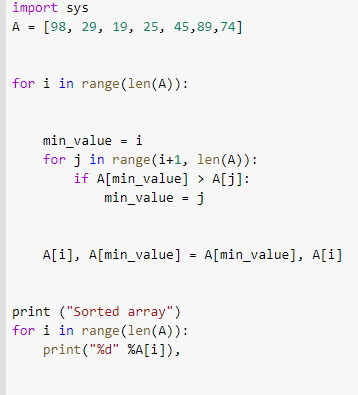 import sys
A = [98, 29, 19, 25, 45,89,74]
for i in range(len(A)):
    min_value = i
    for j in range(i+1, len(A)):
        if A[min_value] > A[j]:
            min_value = j
    A[i], A[min_value] = A[min_value], A[i]
print ("Sorted array")
for i in range(len(A)):
    print("%d" %A[i]),